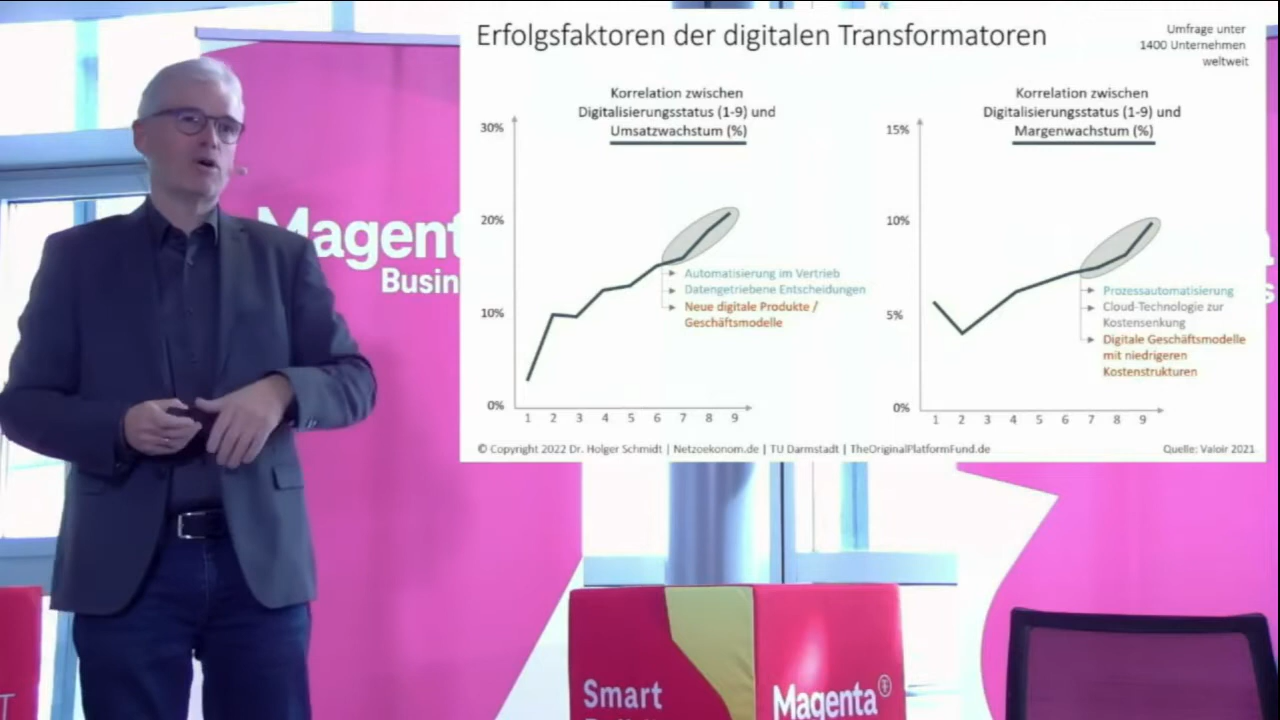 Erfolgsfaktoren der digitalen Transformatoren
Umfrage unter
1400 Unternehmen
weltweit
Korrelation zwischen
Digitalisierungsstatus (1-9) und
Umsatzwachstum (%)
30%
20%
10%
0%
1 2 3 4 5 6 7 8 9
Automatisierung im Vertrieb
Datengetriebene Entscheidungen
Neue digitale Produkte /
Geschäftsmodelle
Korrelation zwischen
Digitalisierungsstatus (1-9) und
Margenwachstum (%)
15%
10%
5%
0%
1 2 3 4 5 6 7 8 9
Prozessautomatisierung
Cloud-Technologie zur
Kostensenkung
Digitale Geschäftsmodelle
mit niedrigeren
Kostenstrukturen
© Copyright 2022 Dr. Holger Schmidt | Netzoekonom.de | TU Darmstadt | TheOriginalPlatformFund.de
Quelle: Valoir 2021
Magent
Busin
Smart
Magenta